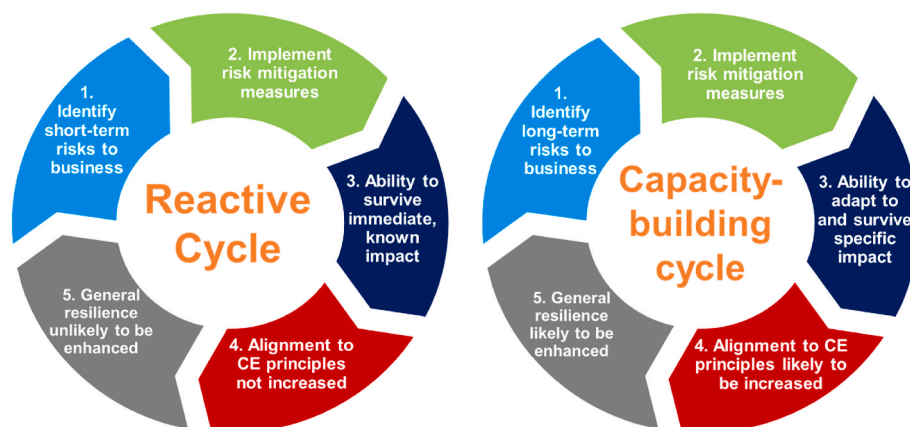 Reactive
Cycle
1.
Identify
short-term
risks to
business
2. Implement
risk mitigation
measures
3. Ability to
survive
immediate,
known
impact
4. Alignment to
CE principles
not increased
5. General
resilience
unlikely to be
enhanced
Capacity-
building
cycle
1.
Identify
long-term
risks to
business
2. Implement
risk mitigation
measures
3. Ability to
adapt to
and survive
specific
impact
4. Alignment to CE
principles likely to
be increased
5. General
resilience
likely to be
enhanced